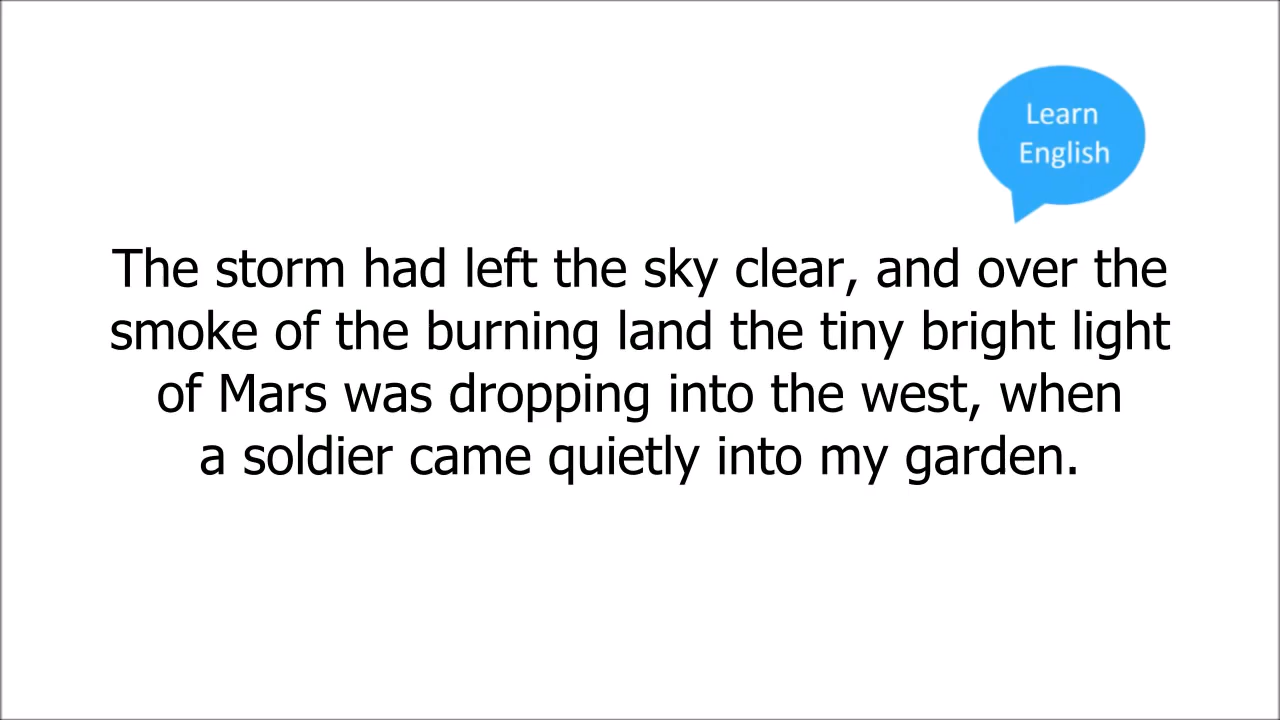 Learn
English
The storm had left the sky clear, and over the
smoke of the burning land the tiny bright light
of Mars was dropping into the west, when
a soldier came quietly into my garden.